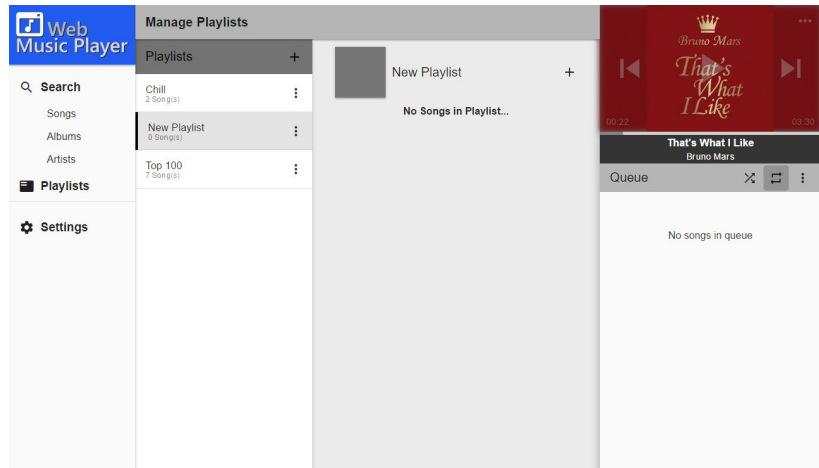 Web
Music Player
Search
Songs
Albums
Artists
Playlists
Settings
Manage Playlists
Playlists +
Chill
2 Song(s)
New Playlist
0 Song(s)
Top 100
7 Song(s)
New Playlist +
No Songs in Playlist...
Bruno Mars
That's
What
I Like
00:22 03:30
That's What I Like
Bruno Mars
Queue
No songs in queue